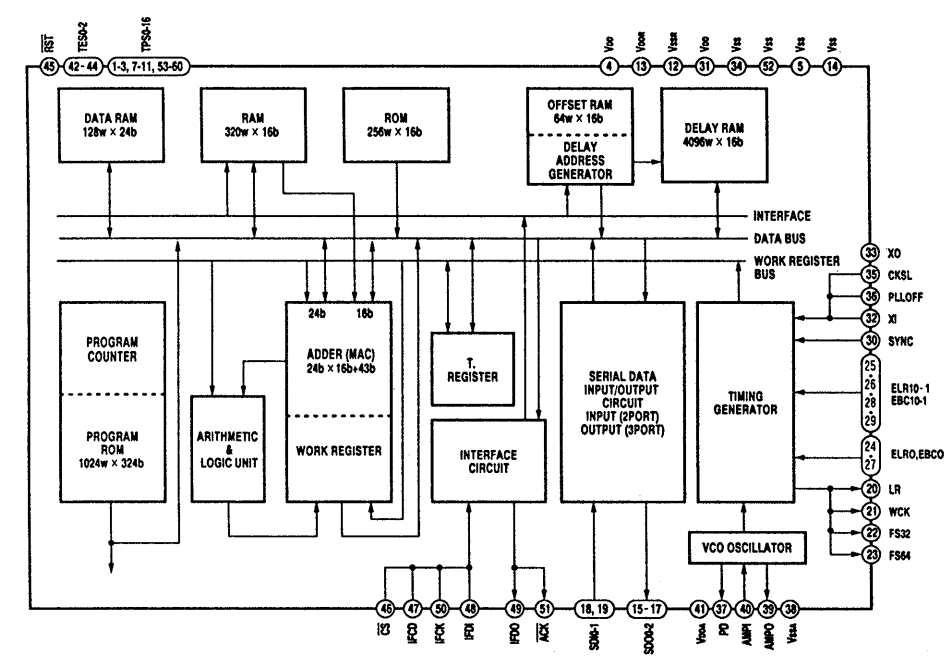 RST
TES0-2
TPS0-16
VDD
VDDR
VSSR
VDD
VSS
VSS
VSS
VSS
45
42 - 44
1-3, 7-11, 53-60
4
13
12
31
34
52
5
14
DATA RAM
128w × 24b
RAM
320w × 16b
ROM
256w × 16b
OFFSET RAM
64w × 16b
DELAY
ADDRESS
GENERATOR
DELAY RAM
4096w × 16b
INTERFACE
DATA BUS
WORK REGISTER
BUS
33 XO
35 CKSL
36 PLLOFF
32 XI
30 SYNC
25
26
28
29
ELR10-1
EBC10-1
24
27
ELRO,EBCO
20 LR
21 WCK
22 FS32
23 FS64
PROGRAM
COUNTER
PROGRAM
ROM
1024w × 324b
ARITHMETIC
&
LOGIC UNIT
24b 16b
ADDER (MAC)
24b × 16b+43b
WORK REGISTER
T.
REGISTER
INTERFACE
CIRCUIT
SERIAL DATA
INPUT/OUTPUT
CIRCUIT
INPUT (2PORT)
OUTPUT (3PORT)
TIMING
GENERATOR
VCO OSCILLATOR
46
47
50
48
49
51
18, 19
15 - 17
41
37
40
39
38
CS
IFCD
IFCK
IFDI
IFDO
ACK
SDI0-1
SDO0-2
VDDA
PD
AMPI
AMPO
VSSA